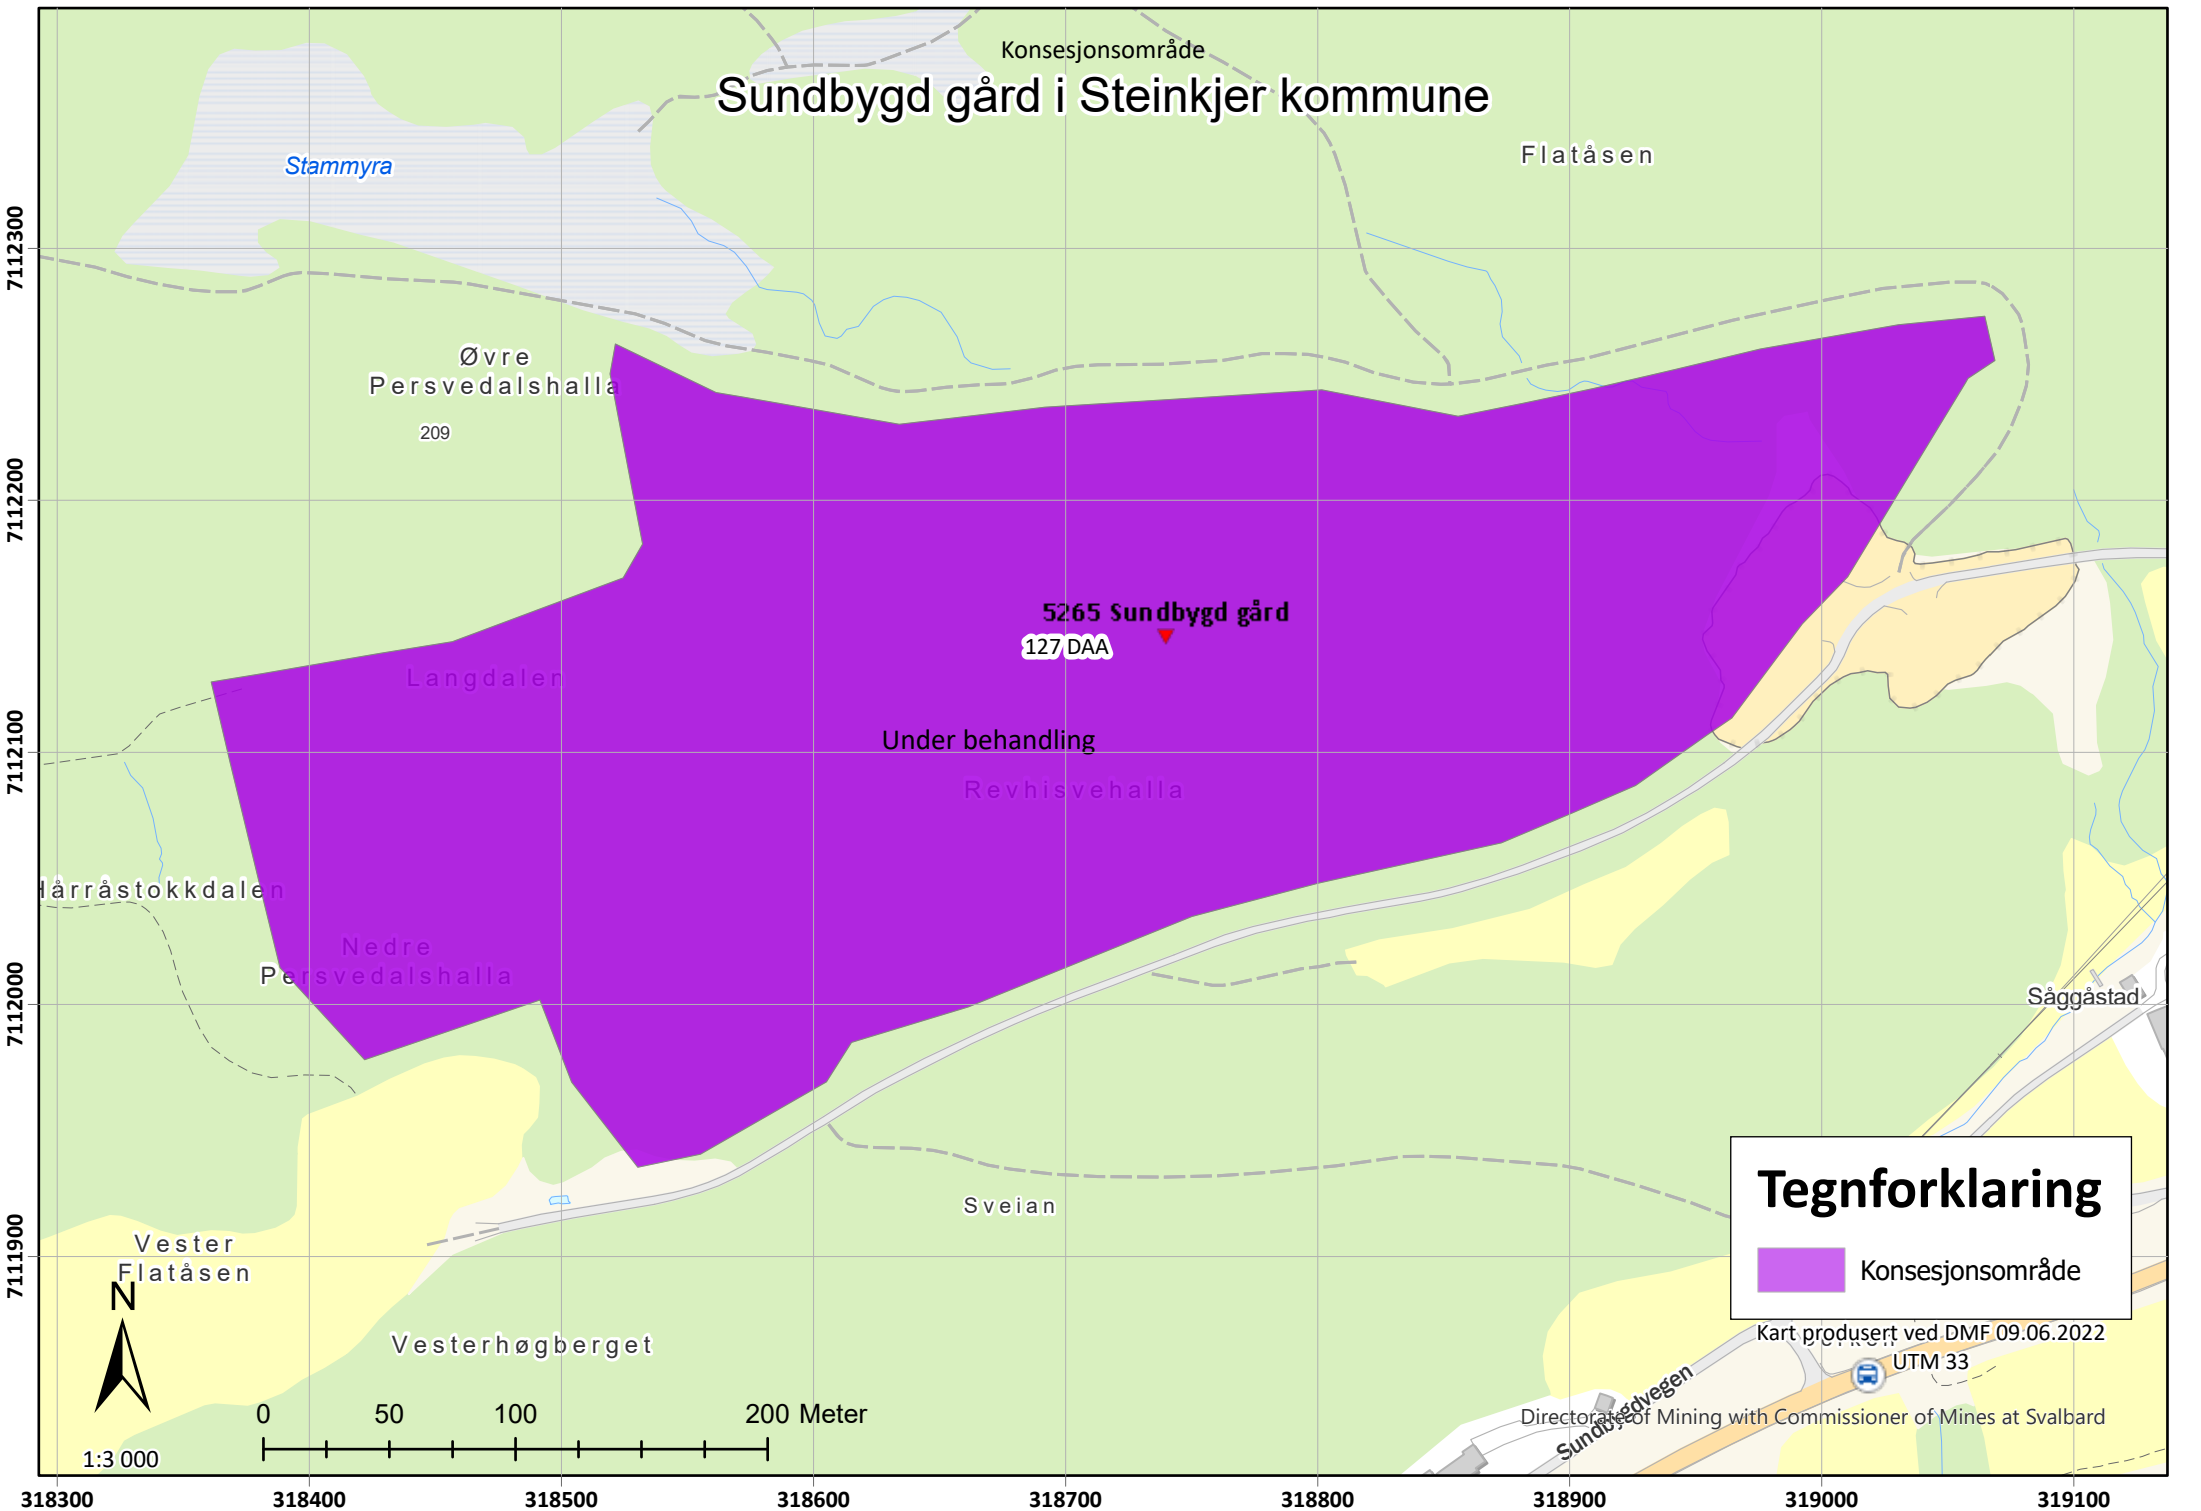 Konsesjonsområde
Sundbygd gård i Steinkjer kommune
Flatåsen
Stammyra
7112300
Øvre
Persvedalshalla
209
7112200
5265 Sundbygd gård
127 DAA
Langdalen
Under behandling
7112100
Revhisvehalla
Hårråstokkdalen
Nedre
Persvedalshalla
7112000
Såggåstad
Sveian
Tegnforklaring
Konsesjonsområde
7111900
Vester
Flatåsen
N
Vesterhøgberget
Kart produsert ved DMF 09.06.2022
UTM 33
Sundbygdvegen
Directorate of Mining with Commissioner of Mines at Svalbard
0 50 100 200 Meter
1:3 000
318300 318400 318500 318600 318700 318800 318900 319000 319100